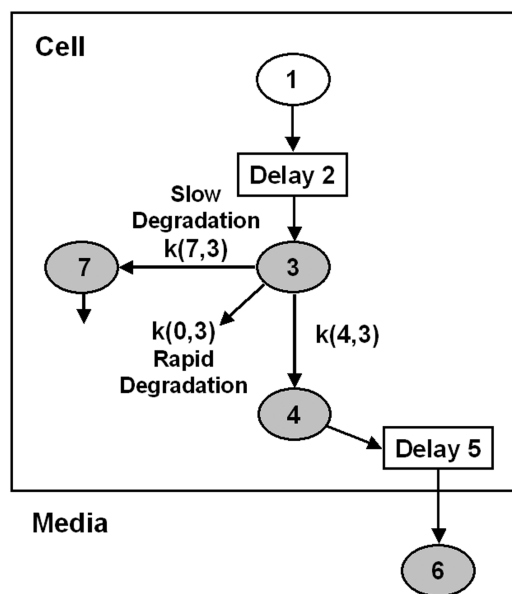 Cell
1
Delay 2
Slow
Degradation
k(7,3)
7
3
k(0,3)
Rapid
Degradation
k(4,3)
4
Delay 5
Media
6